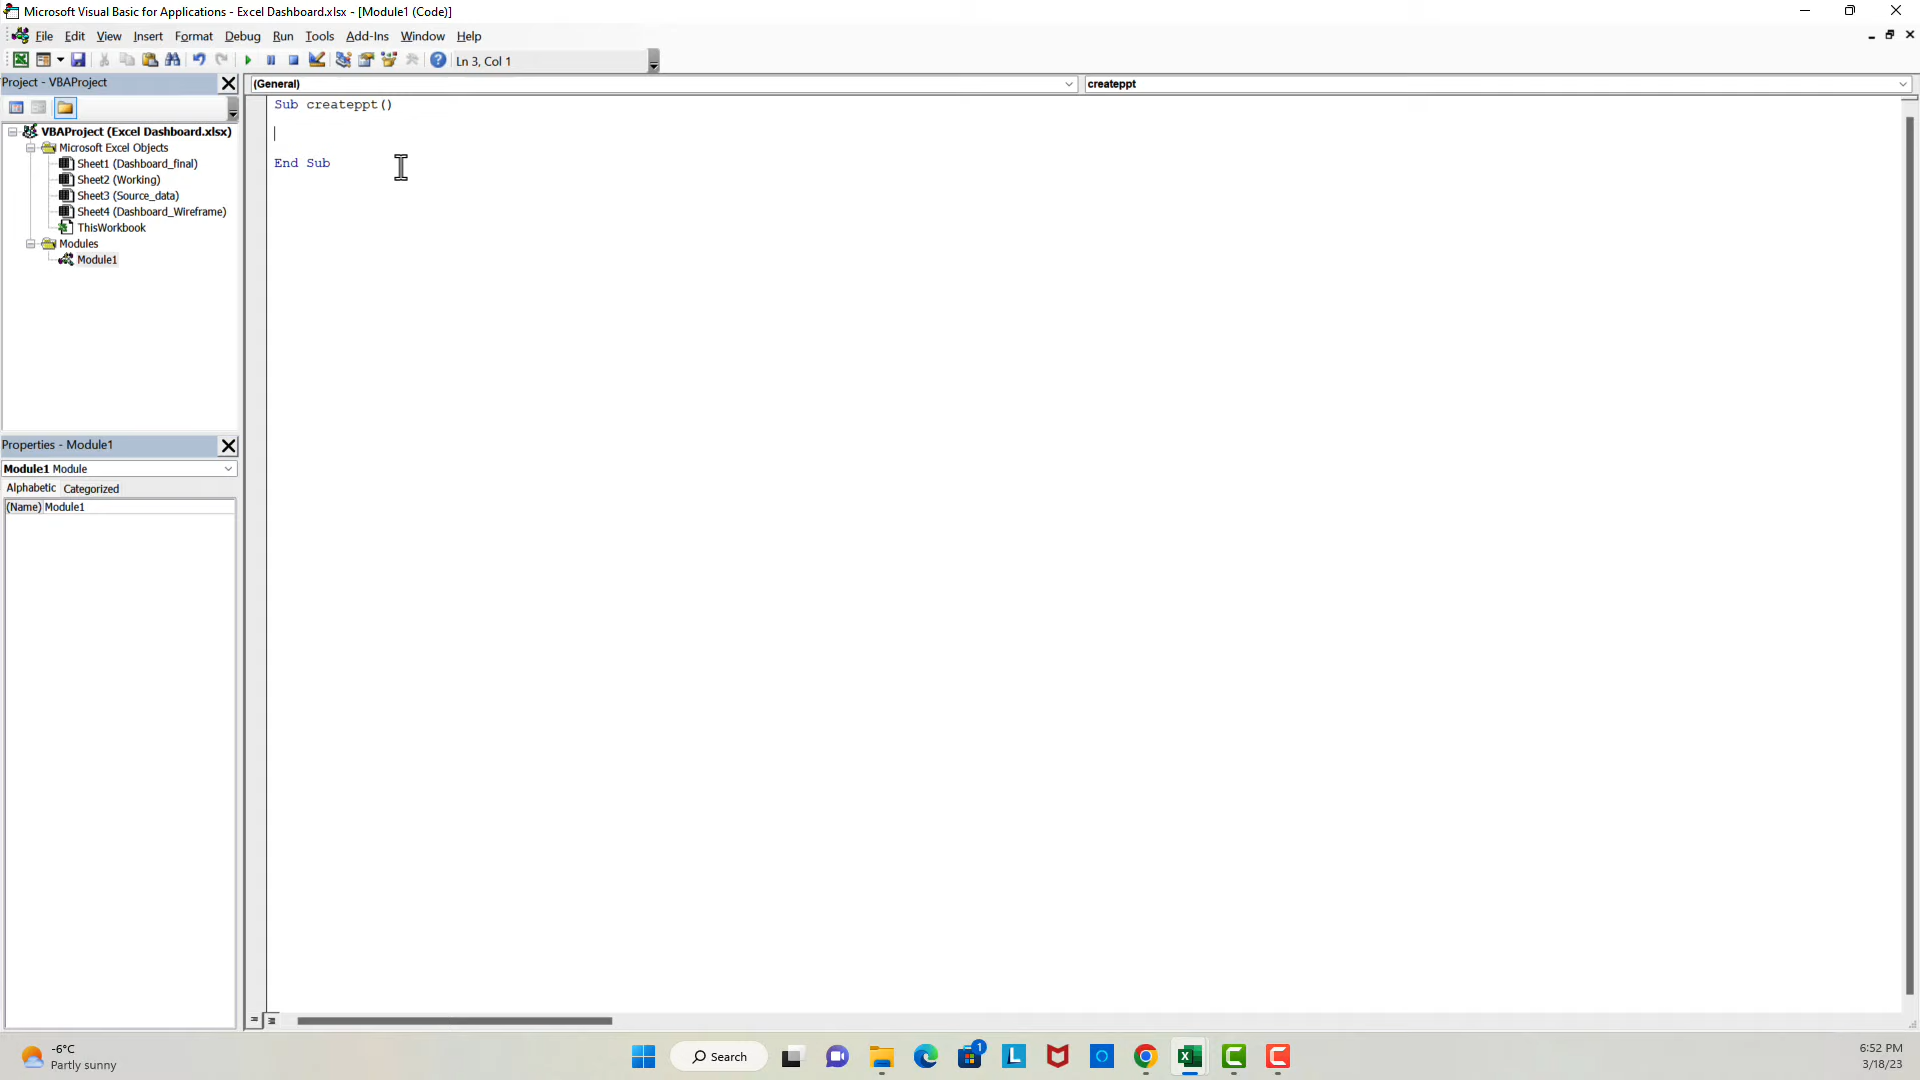 Microsoft Visual Basic for Applications - Excel Dashboard.xlsx - [Module1 (Code)]
File Edit View Insert Format Debug Run Tools Add-Ins Window Help
Ln 3, Col 1
Project - VBAProject
(General)
createppt
VBAProject (Excel Dashboard.xlsx)
Microsoft Excel Objects
Sheet1 (Dashboard_final)
Sheet2 (Working)
Sheet3 (Source_data)
Sheet4 (Dashboard_Wireframe)
ThisWorkbook
Modules
Module1
Sub createppt()
End Sub
Properties - Module1
Module1 Module
Alphabetic Categorized
(Name) Module1
-6°C
Partly sunny
Search
1
6:52 PM
3/18/23